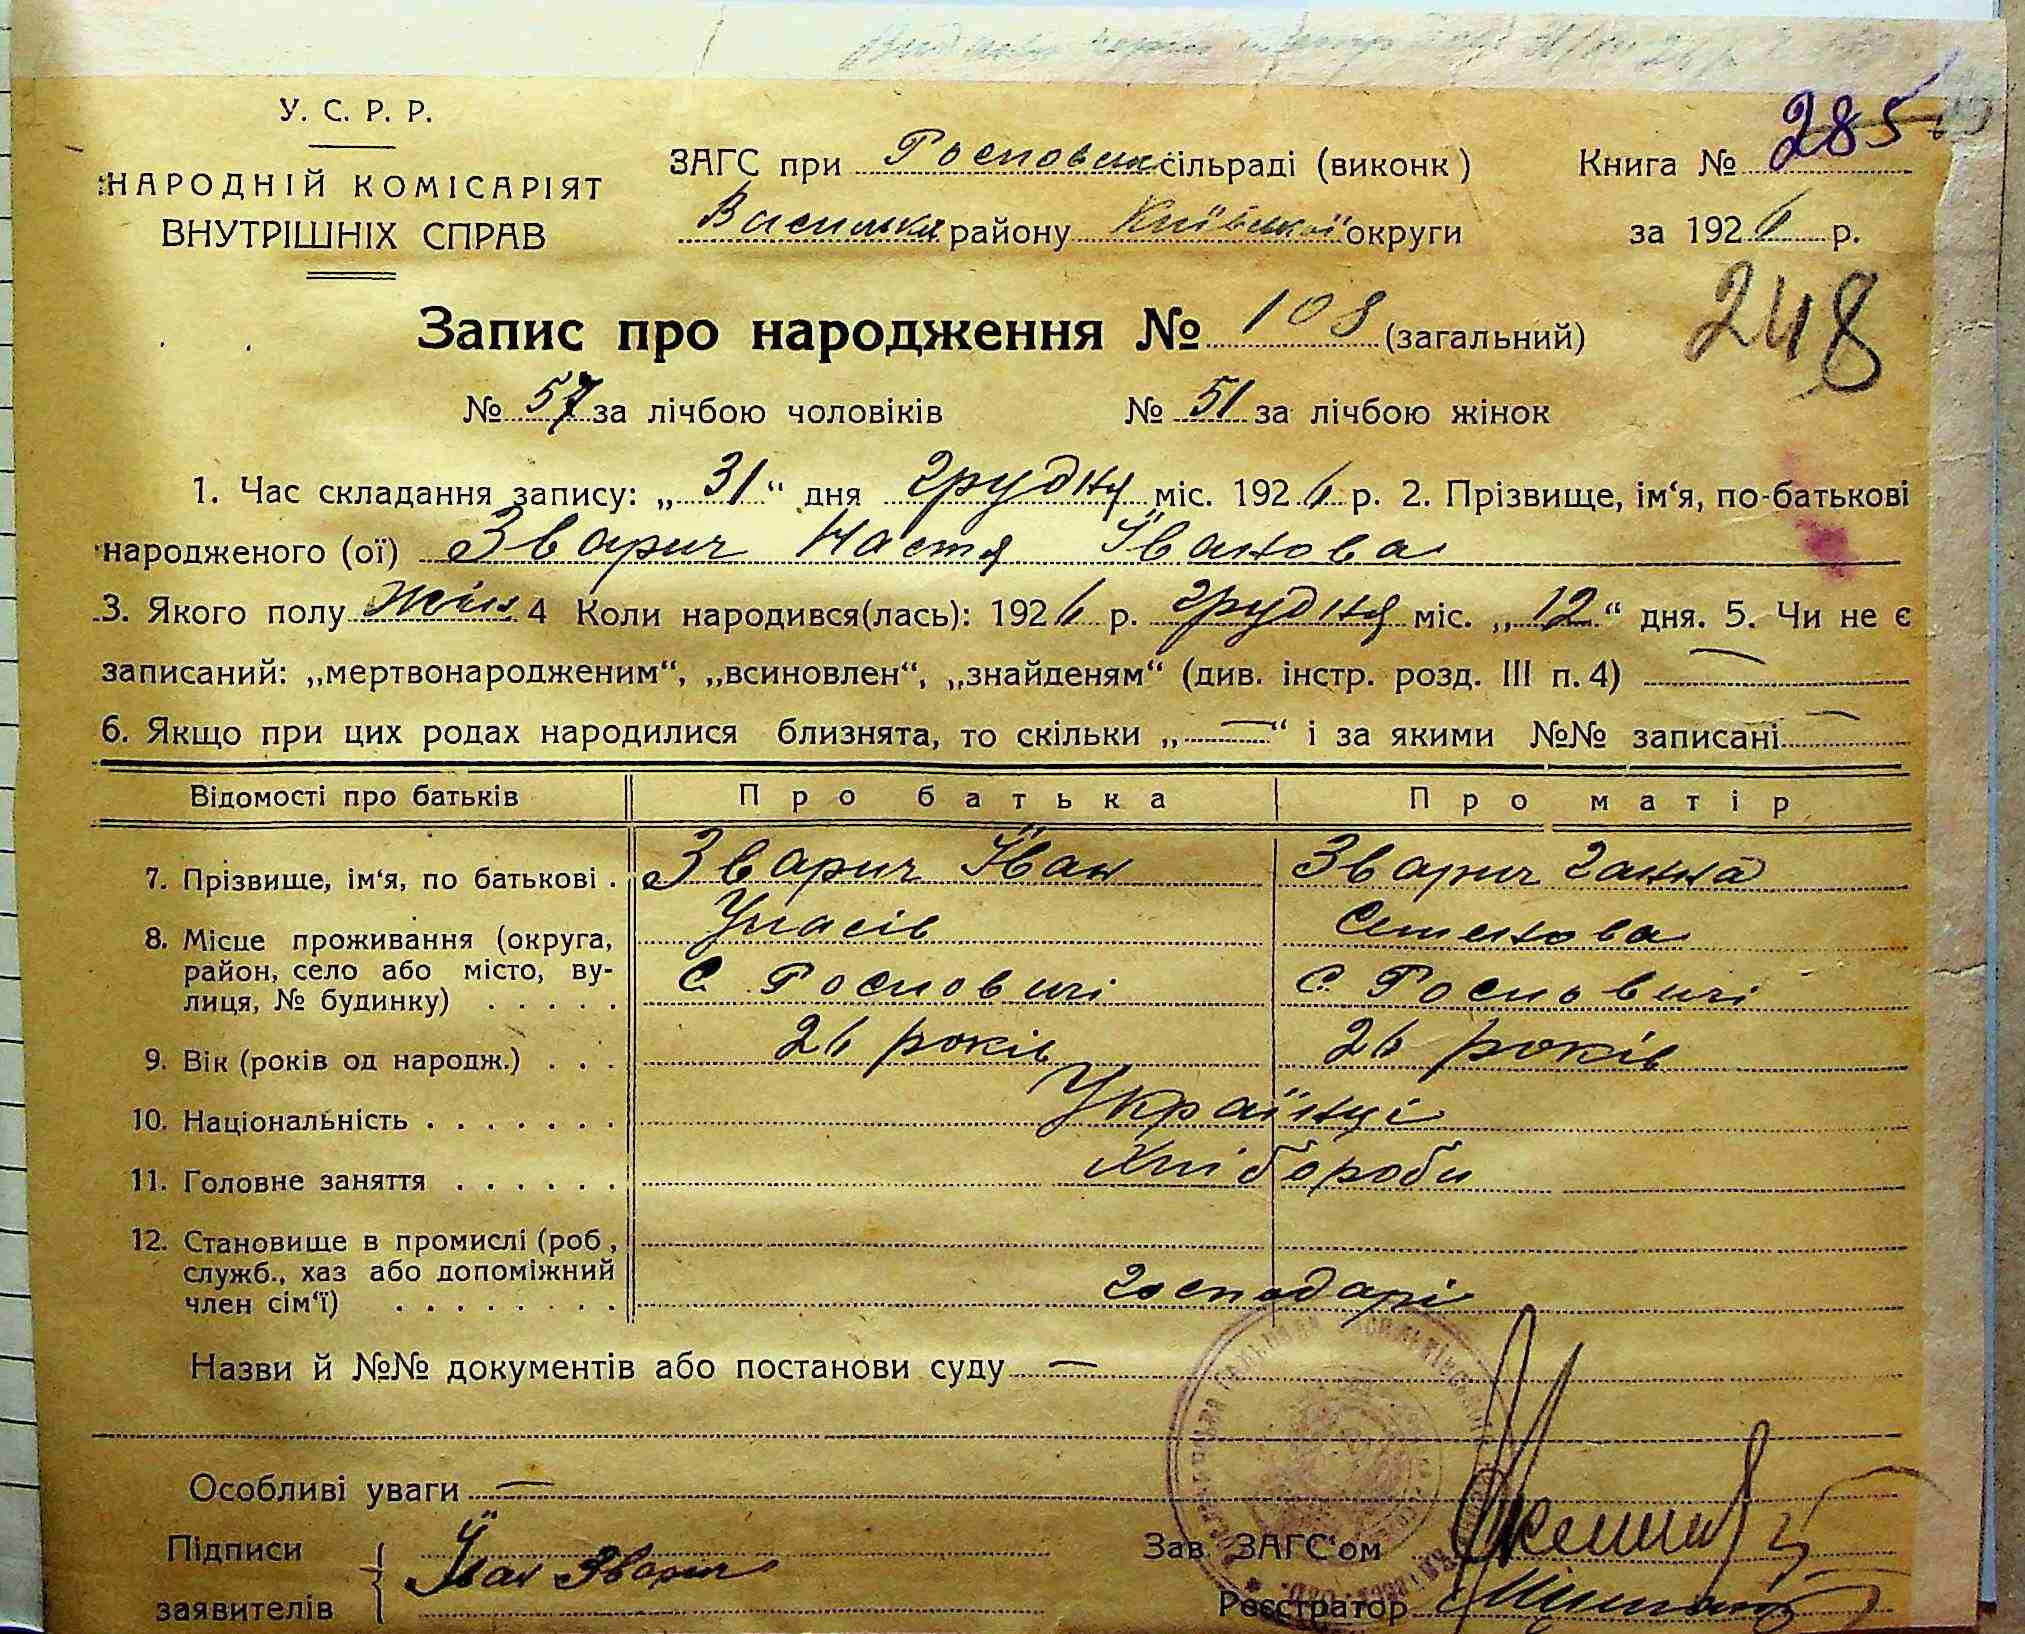 285
У. С. Р. Р.
НАРОДНІЙ КОМІСАРІЯТ
ВНУТРІШНІХ СПРАВ
ЗАГС при Росновск сільраді (виконк)
Книга №
Васильк району Київської округи
за 1926 р.
248
Запис про народження № 108 (загальний)
№ 57 за лічбою чоловіків № 51 за лічбою жінок
1. Час складання запису: „31“ дня грудня міс. 1926 р. 2. Прізвище, ім‘я, по-батькові
народженого (ої) Зварич Настя Іванова
3. Якого полу жін 4 Коли народився(лась): 1926 р. грудня міс. „12“ дня. 5. Чи не є
записаний: „мертвонародженим“, „всиновлен“, „знайденям“ (див. інстр. розд. III п. 4) —
6. Якщо при цих родах народилися близнята, то скільки „—“ і за якими №№ записані —
Відомості про батьків Про батька Про матір
7. Прізвище, ім‘я, по батькові . Зварич Іван Зварич Ганна
Семенова
8. Місце проживання (округа,
район, село або місто, ву-
лиця, № будинку) . . . . . с. Росновичі с. Росновичі
9. Вік (років од народж.) . . . 26 років 26 років
10. Національність . . . . . . . Українці
11. Головне заняття . . . . . . Хлібороби
12. Становище в промислі (роб,
служб., хаз або допоміжний
член сім‘ї) . . . . . . . . господарі
Назви й №№ документів або постанови суду —
Особливі уваги —
Підписи
заявителів
Іван Зварич
Зав ЗАГС‘ом
Реєстратор